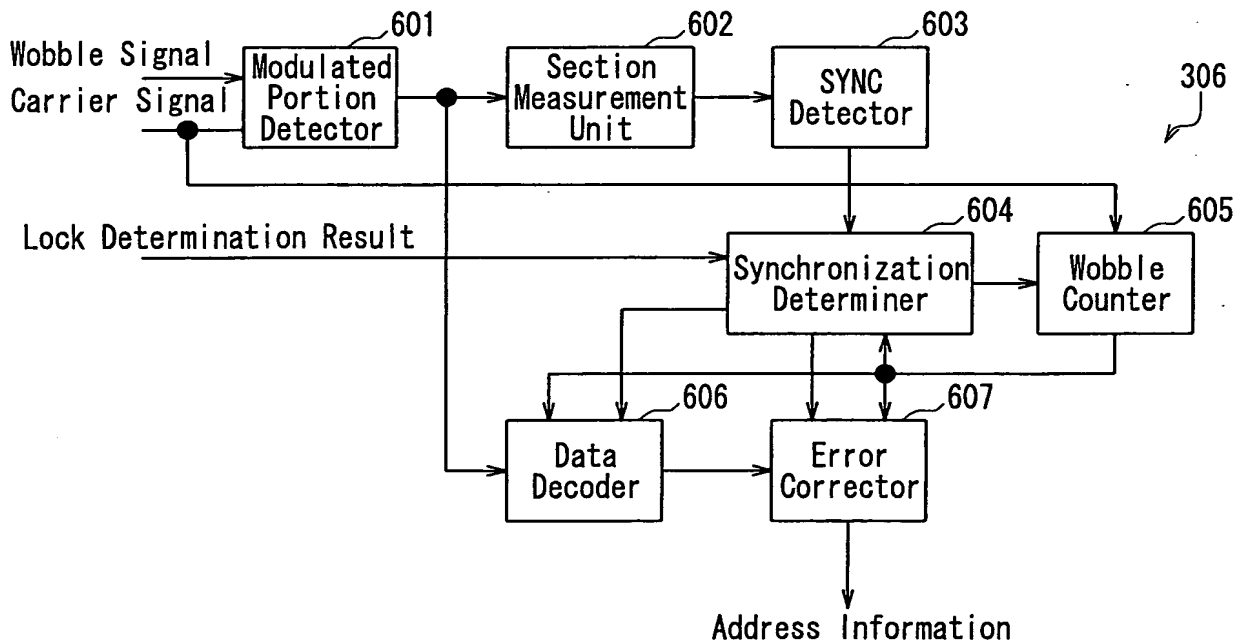 601
602
603
Wobble Signal
Carrier Signal
Modulated
Portion
Detector
Section
Measurement
Unit
SYNC
Detector
306
604
605
Lock Determination Result
Synchronization
Determiner
Wobble
Counter
606
607
Data
Decoder
Error
Corrector
Address Information